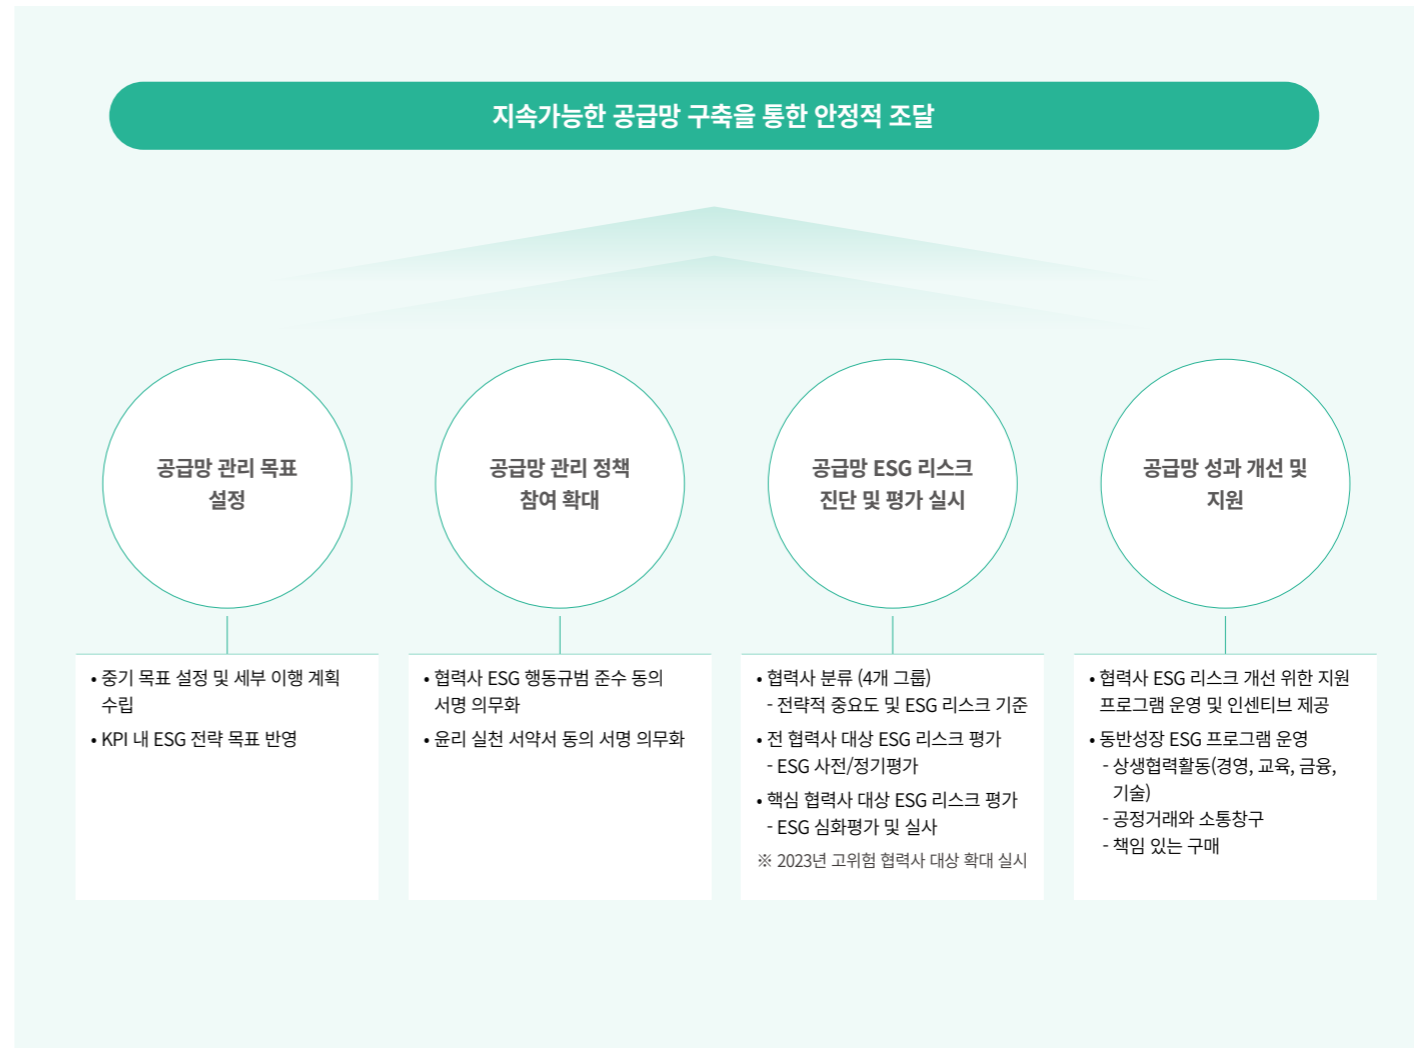 지속가능한 공급망 구축을 통한 안정적 조달
공급망 관리 목표
설정
• 중기 목표 설정 및 세부 이행 계획
수립
• KPI 내 ESG 전략 목표 반영
공급망 관리 정책
참여 확대
• 협력사 ESG 행동규범 준수 동의
서명 의무화
• 윤리 실천 서약서 동의 서명 의무화
공급망 ESG 리스크
진단 및 평가 실시
• 협력사 분류 (4개 그룹)
- 전략적 중요도 및 ESG 리스크 기준
• 전 협력사 대상 ESG 리스크 평가
- ESG 사전/정기평가
• 핵심 협력사 대상 ESG 리스크 평가
- ESG 심화평가 및 실사
※ 2023년 고위험 협력사 대상 확대 실시
공급망 성과 개선 및
지원
• 협력사 ESG 리스크 개선 위한 지원
프로그램 운영 및 인센티브 제공
• 동반성장 ESG 프로그램 운영
- 상생협력활동(경영, 교육, 금융,
기술)
- 공정거래와 소통창구
- 책임 있는 구매